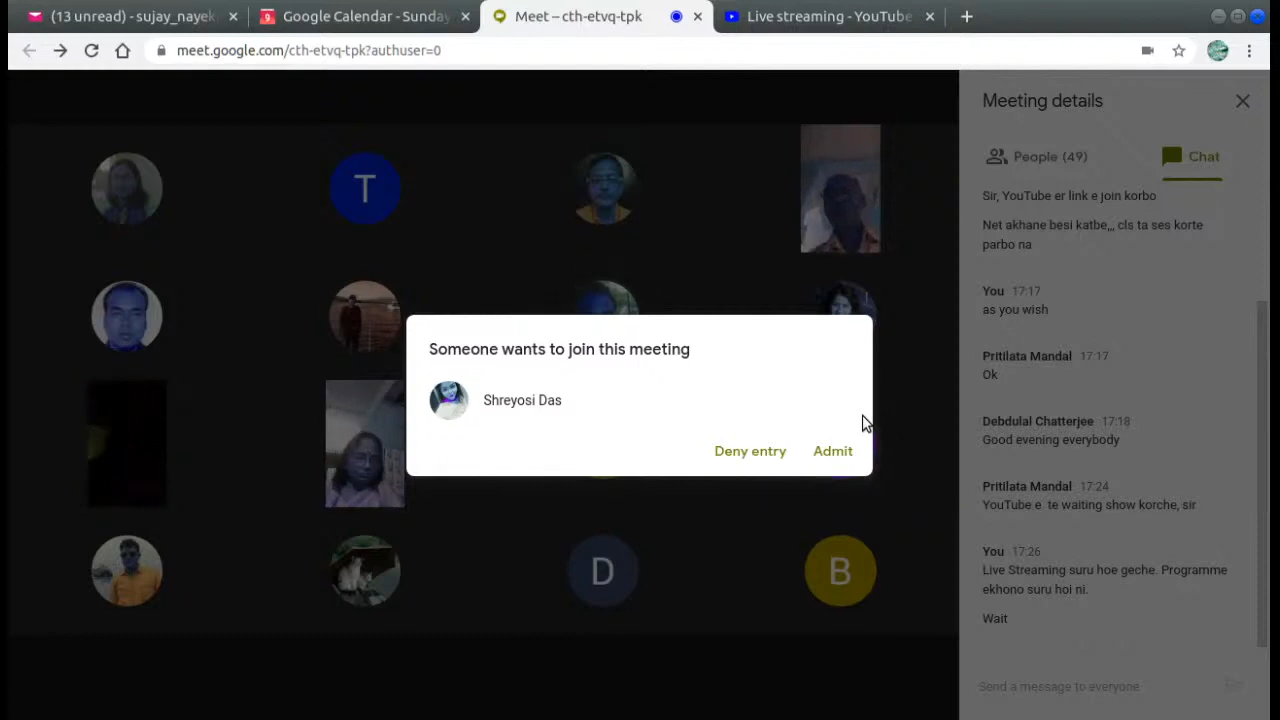 (13 unread) - sujay_nayek
Google Calendar - Sunday
Meet – cth-etvq-tpk
Live streaming - YouTube
meet.google.com/cth-etvq-tpk?authuser=0
Meeting details
People (49)
Chat
Sir, YouTube er link e join korbo
Net akhane besi katbe,,, cls ta ses korte
parbo na
You 17:17
as you wish
Pritilata Mandal 17:17
Ok
Debdulal Chatterjee 17:18
Good evening everybody
Pritilata Mandal 17:24
YouTube e te waiting show korche, sir
You 17:26
Live Streaming suru hoe geche. Programme
ekhono suru hoi ni.
Wait
Send a message to everyone
T
Someone wants to join this meeting
Shreyosi Das
Deny entry
Admit
D
B